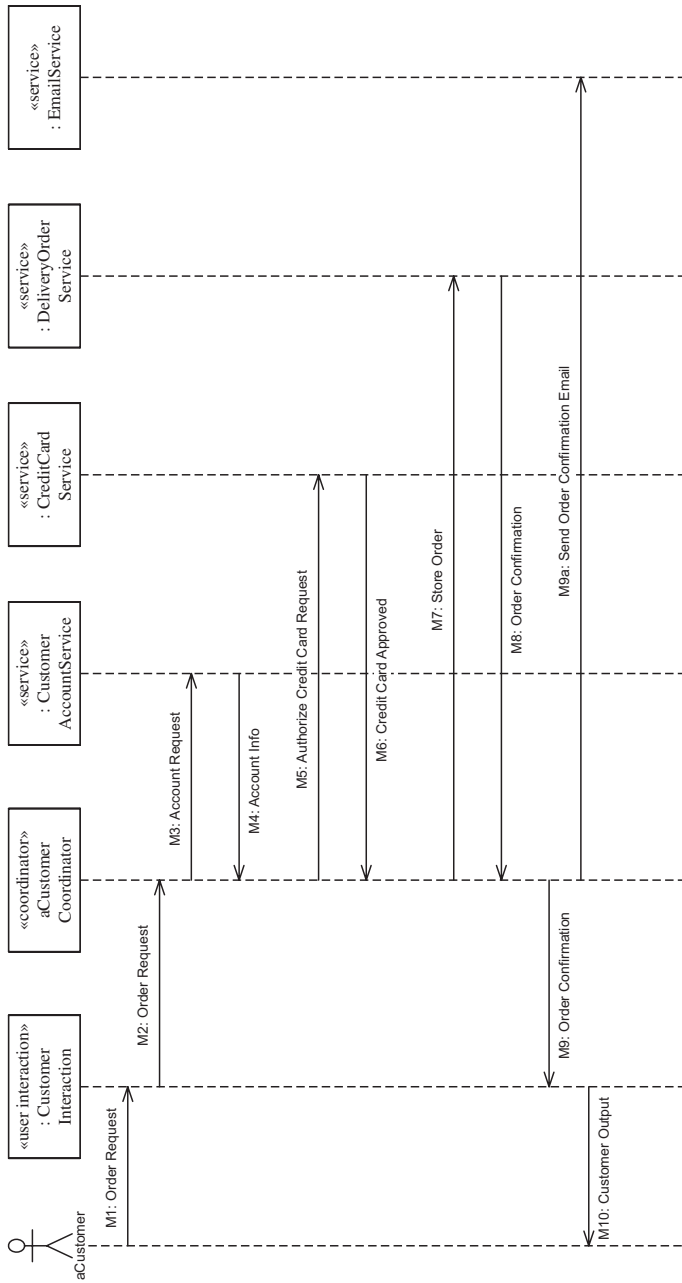 aCustomer
«user interaction»
: Customer
Interaction
«coordinator»
aCustomer
Coordinator
«service»
: Customer
AccountService
«service»
: CreditCard
Service
«service»
: DeliveryOrder
Service
«service»
: EmailService
M1: Order Request
M2: Order Request
M3: Account Request
M4: Account Info
M5: Authorize Credit Card Request
M6: Credit Card Approved
M7: Store Order
M8: Order Confirmation
M9: Order Confirmation
M9a: Send Order Confirmation Email
M10: Customer Output